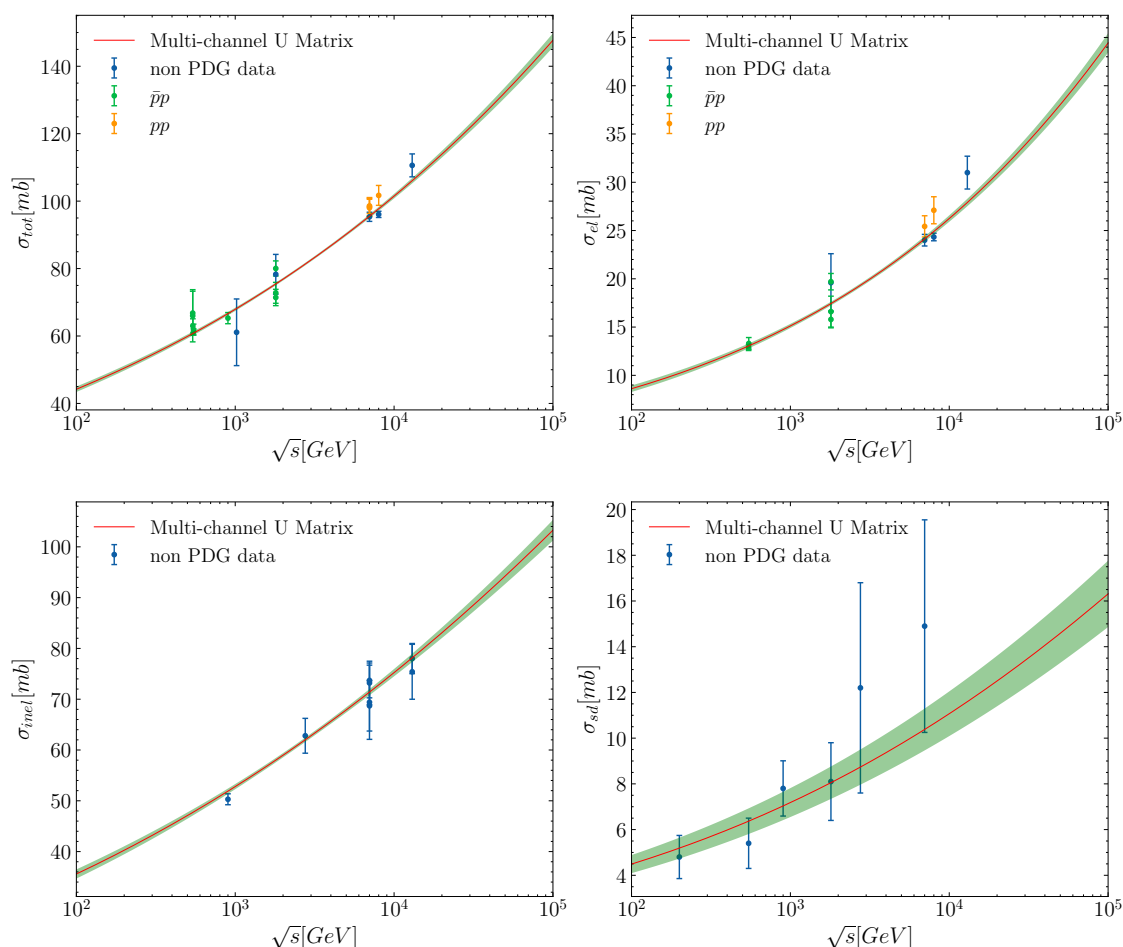 Multi-channel U Matrix
non PDG data
p̄p
pp
σ_tot[mb]
140
120
100
80
60
40
10^2
10^3
10^4
10^5
√s[GeV]
Multi-channel U Matrix
non PDG data
p̄p
pp
σ_el[mb]
45
40
35
30
25
20
15
10
10^2
10^3
10^4
10^5
√s[GeV]
Multi-channel U Matrix
non PDG data
σ_inel[mb]
100
90
80
70
60
50
40
10^2
10^3
10^4
10^5
√s[GeV]
Multi-channel U Matrix
non PDG data
σ_sd[mb]
20
18
16
14
12
10
8
6
4
10^2
10^3
10^4
10^5
√s[GeV]